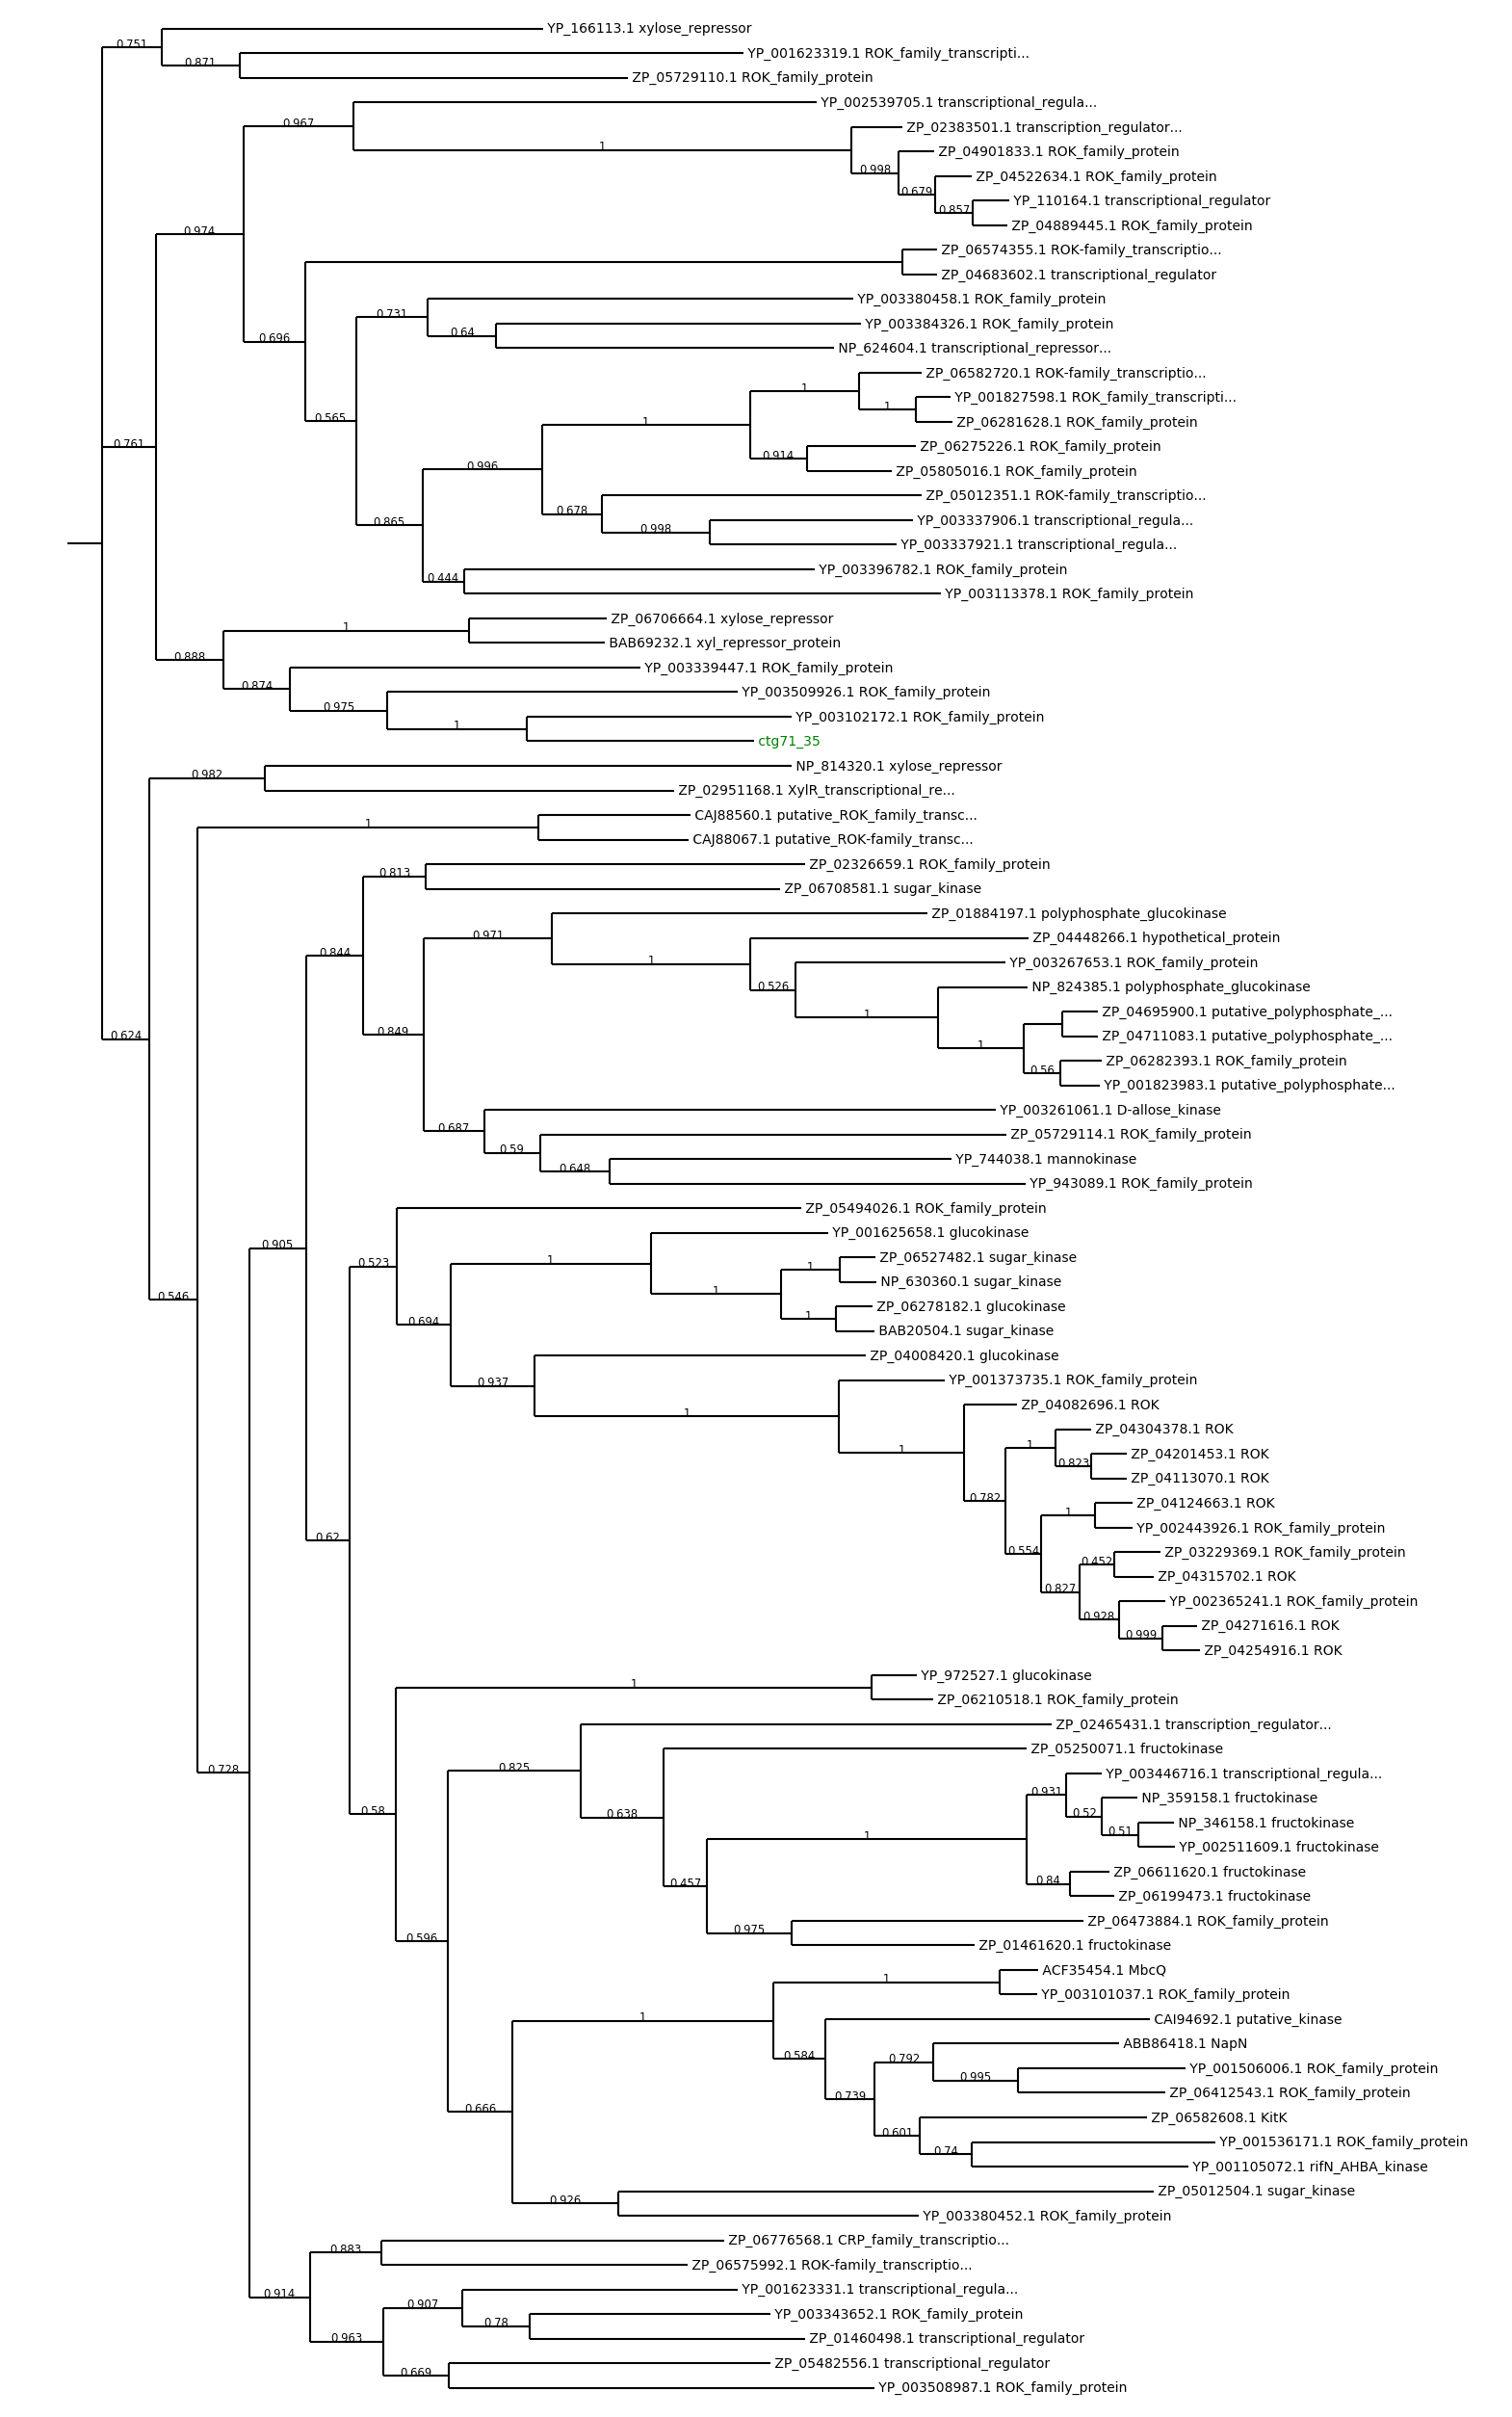 YP_166113.1 xylose_repressor
0.751
YP_001623319.1 ROK_family_transcripti...
0.871
ZP_05729110.1 ROK_family_protein
YP_002539705.1 transcriptional_regula...
0.967
ZP_02383501.1 transcription_regulator...
1
ZP_04901833.1 ROK_family_protein
0.998
ZP_04522634.1 ROK_family_protein
0.679
YP_110164.1 transcriptional_regulator
0.857
ZP_04889445.1 ROK_family_protein
0.974
ZP_06574355.1 ROK-family_transcriptio...
ZP_04683602.1 transcriptional_regulator
YP_003380458.1 ROK_family_protein
0.731
YP_003384326.1 ROK_family_protein
0.64
0.696
NP_624604.1 transcriptional_repressor...
ZP_06582720.1 ROK-family_transcriptio...
1
YP_001827598.1 ROK_family_transcripti...
1
0.565
1
ZP_06281628.1 ROK_family_protein
0.761
ZP_06275226.1 ROK_family_protein
0.914
0.996
ZP_05805016.1 ROK_family_protein
ZP_05012351.1 ROK-family_transcriptio...
0.678
0.865
YP_003337906.1 transcriptional_regula...
0.998
YP_003337921.1 transcriptional_regula...
YP_003396782.1 ROK_family_protein
0.444
YP_003113378.1 ROK_family_protein
ZP_06706664.1 xylose_repressor
1
BAB69232.1 xyl_repressor_protein
0.888
YP_003339447.1 ROK_family_protein
0.874
YP_003509926.1 ROK_family_protein
0.975
YP_003102172.1 ROK_family_protein
1
ctg71_35
NP_814320.1 xylose_repressor
0.982
ZP_02951168.1 XylR_transcriptional_re...
CAJ88560.1 putative_ROK_family_transc...
1
CAJ88067.1 putative_ROK-family_transc...
ZP_02326659.1 ROK_family_protein
0.813
ZP_06708581.1 sugar_kinase
ZP_01884197.1 polyphosphate_glucokinase
0.971
ZP_04448266.1 hypothetical_protein
0.844
1
YP_003267653.1 ROK_family_protein
0.526
NP_824385.1 polyphosphate_glucokinase
1
ZP_04695900.1 putative_polyphosphate_...
0.849
0.624
ZP_04711083.1 putative_polyphosphate_...
1
ZP_06282393.1 ROK_family_protein
0.56
YP_001823983.1 putative_polyphosphate...
YP_003261061.1 D-allose_kinase
0.687
ZP_05729114.1 ROK_family_protein
0.59
YP_744038.1 mannokinase
0.648
YP_943089.1 ROK_family_protein
ZP_05494026.1 ROK_family_protein
YP_001625658.1 glucokinase
0.905
0.523
1
ZP_06527482.1 sugar_kinase
1
NP_630360.1 sugar_kinase
1
0.546
ZP_06278182.1 glucokinase
1
0.694
BAB20504.1 sugar_kinase
ZP_04008420.1 glucokinase
0.937
YP_001373735.1 ROK_family_protein
ZP_04082696.1 ROK
1
ZP_04304378.1 ROK
1
1
ZP_04201453.1 ROK
0.823
ZP_04113070.1 ROK
0.782
ZP_04124663.1 ROK
1
YP_002443926.1 ROK_family_protein
0.62
0.554
ZP_03229369.1 ROK_family_protein
0.452
ZP_04315702.1 ROK
0.827
YP_002365241.1 ROK_family_protein
0.928
ZP_04271616.1 ROK
0.999
ZP_04254916.1 ROK
YP_972527.1 glucokinase
1
ZP_06210518.1 ROK_family_protein
ZP_02465431.1 transcription_regulator...
ZP_05250071.1 fructokinase
0.728
0.825
YP_003446716.1 transcriptional_regula...
0.931
NP_359158.1 fructokinase
0.58
0.638
0.52
NP_346158.1 fructokinase
0.51
1
YP_002511609.1 fructokinase
ZP_06611620.1 fructokinase
0.457
0.84
ZP_06199473.1 fructokinase
ZP_06473884.1 ROK_family_protein
0.975
0.596
ZP_01461620.1 fructokinase
ACF35454.1 MbcQ
1
YP_003101037.1 ROK_family_protein
1
CAI94692.1 putative_kinase
ABB86418.1 NapN
0.584
0.792
YP_001506006.1 ROK_family_protein
0.995
ZP_06412543.1 ROK_family_protein
0.739
0.666
ZP_06582608.1 KitK
0.601
YP_001536171.1 ROK_family_protein
0.74
YP_001105072.1 rifN_AHBA_kinase
ZP_05012504.1 sugar_kinase
0.926
YP_003380452.1 ROK_family_protein
ZP_06776568.1 CRP_family_transcriptio...
0.883
ZP_06575992.1 ROK-family_transcriptio...
0.914
YP_001623331.1 transcriptional_regula...
0.907
YP_003343652.1 ROK_family_protein
0.78
0.963
ZP_01460498.1 transcriptional_regulator
ZP_05482556.1 transcriptional_regulator
0.669
YP_003508987.1 ROK_family_protein